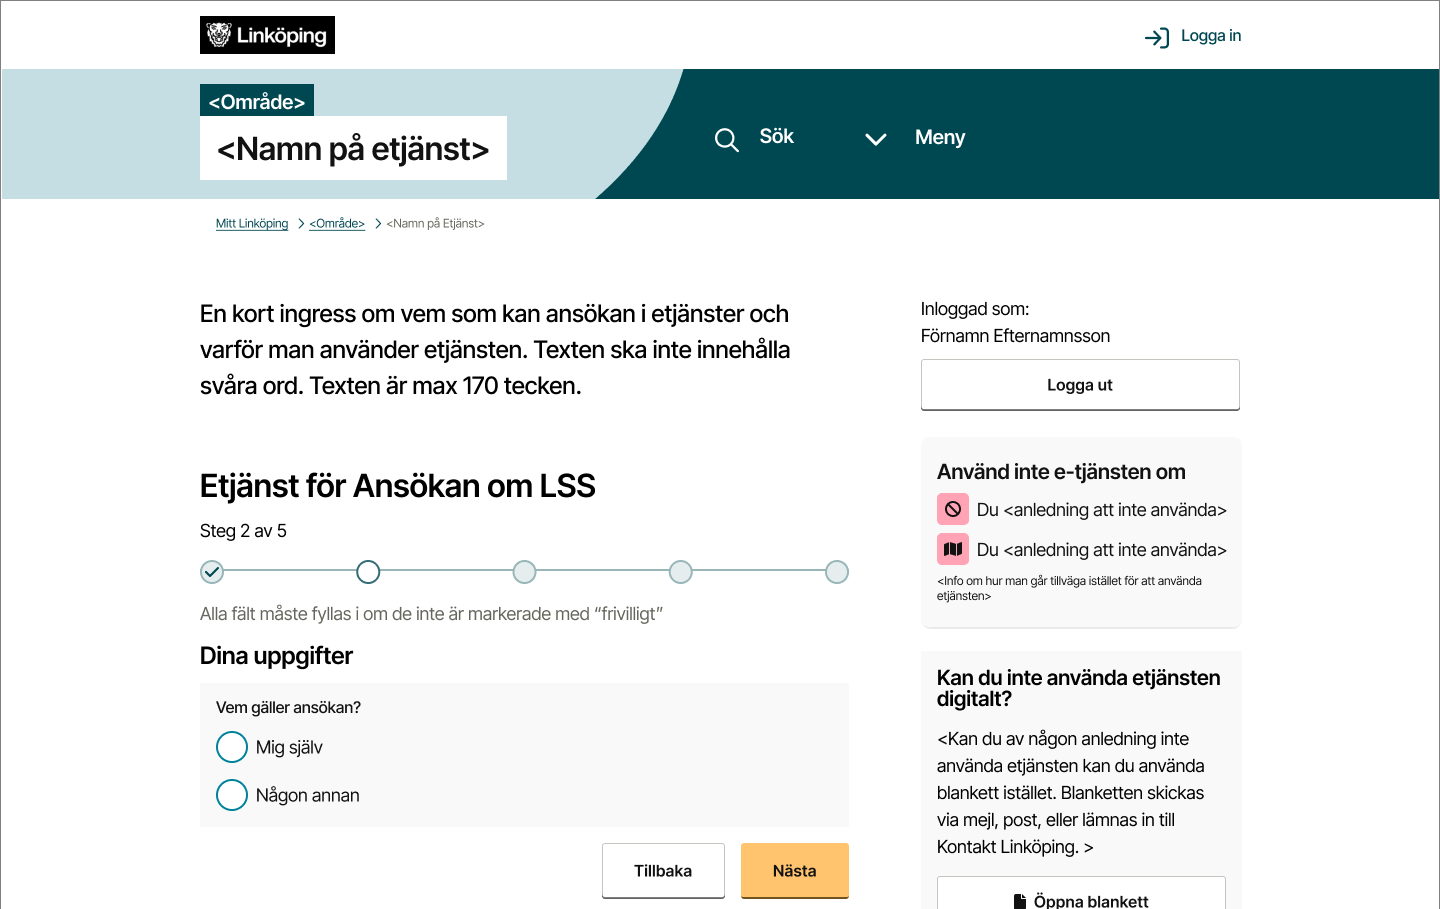 Linköping
Logga in
<Område>
<Namn på etjänst>
Sök
Meny
Mitt Linköping
<Område>
<Namn på Etjänst>
En kort ingress om vem som kan ansökan i etjänster och
varför man använder etjänsten. Texten ska inte innehålla
svåra ord. Texten är max 170 tecken.
Etjänst för Ansökan om LSS
Steg 2 av 5
Alla fält måste fyllas i om de inte är markerade med “frivilligt”
Dina uppgifter
Vem gäller ansökan?
Mig själv
Någon annan
Tillbaka
Nästa
Inloggad som:
Förnamn Efternamnsson
Logga ut
Använd inte e-tjänsten om
Du <anledning att inte använda>
Du <anledning att inte använda>
<Info om hur man går tillväga istället för att använda
etjänsten>
Kan du inte använda etjänsten
digitalt?
<Kan du av någon anledning inte
använda etjänsten kan du använda
blankett istället. Blanketten skickas
via mejl, post, eller lämnas in till
Kontakt Linköping. >
Öppna blankett